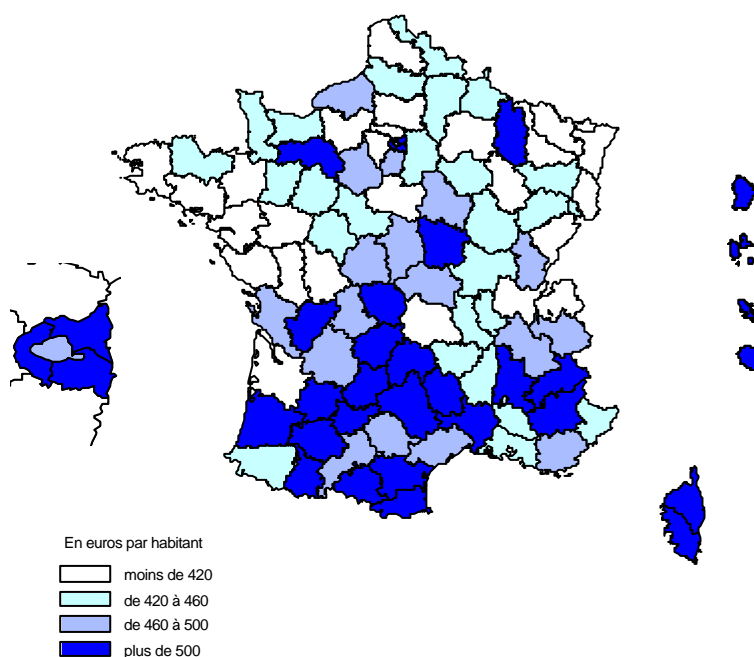 En euros par habitant
moins de 420
de 420 à 460
de 460 à 500
plus de 500